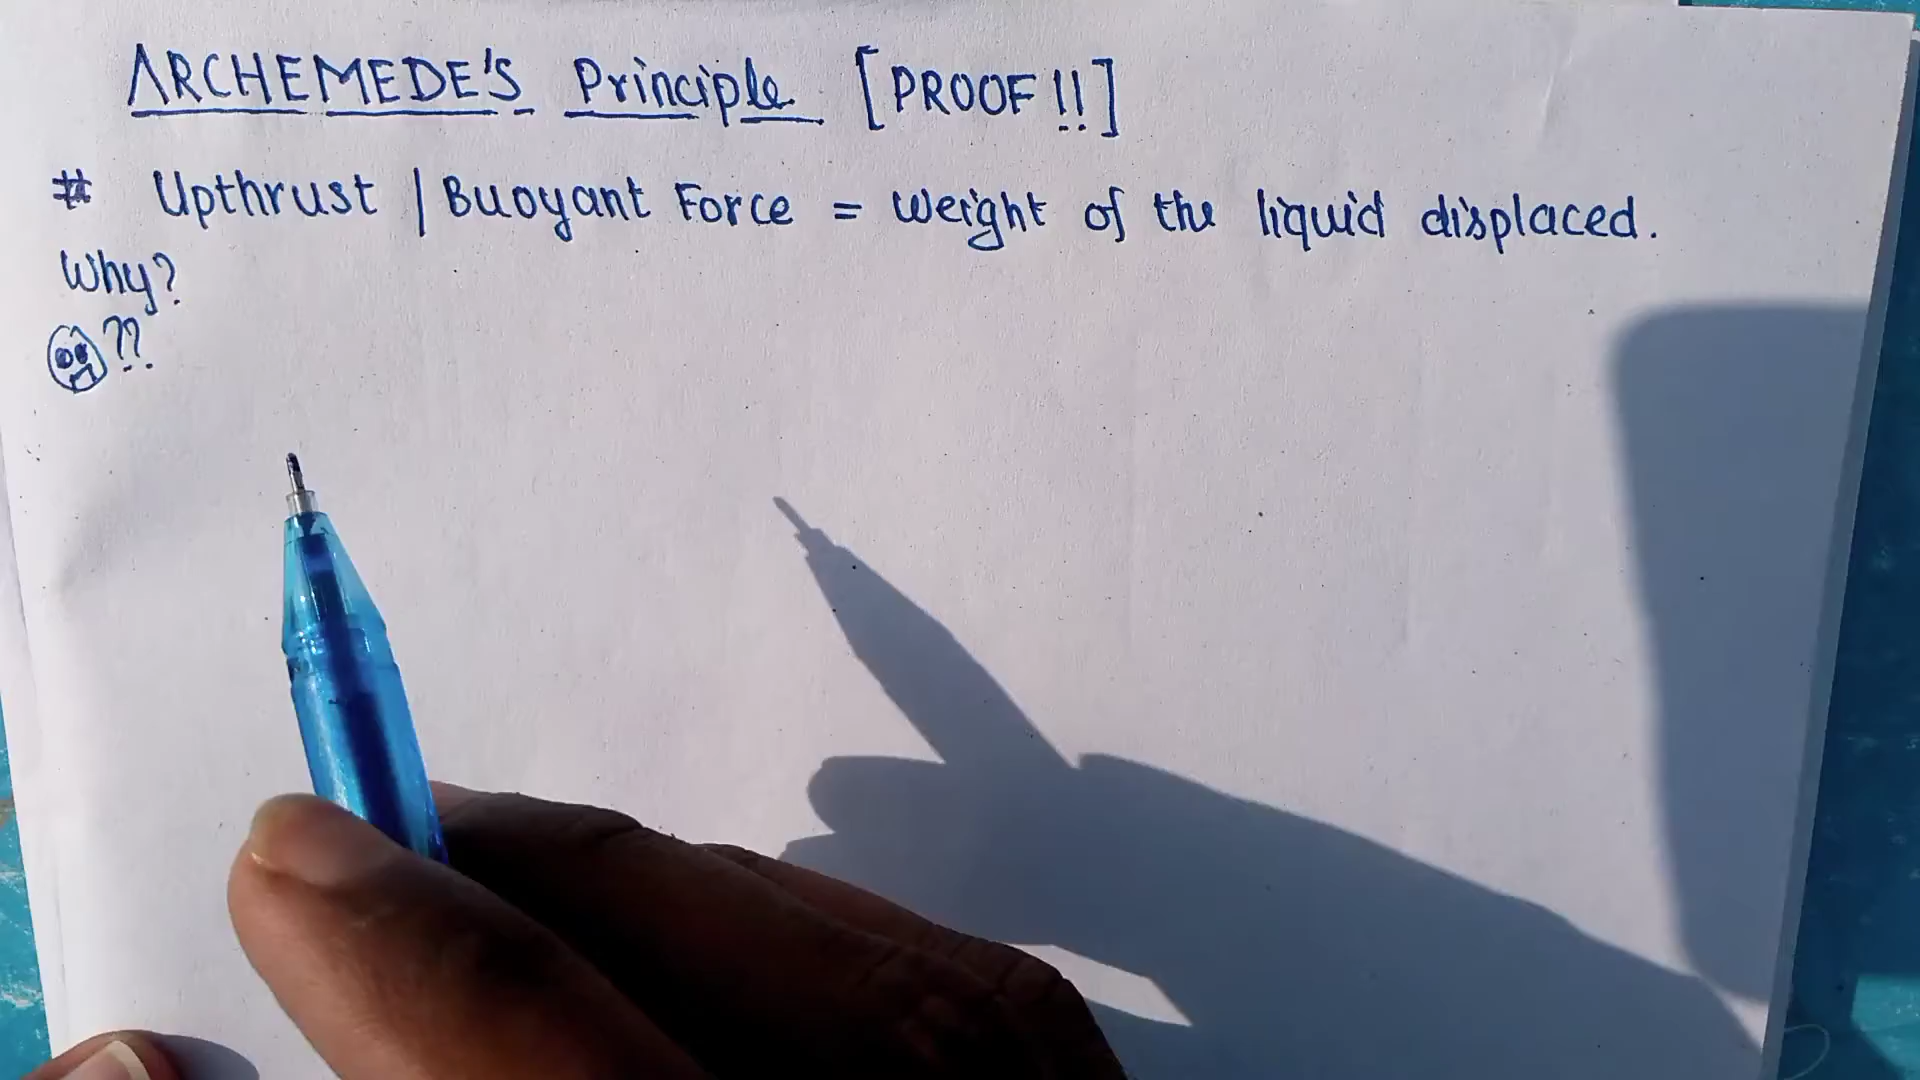 ARCHEMEDE'S Principle [PROOF!!]
# Upthrust / Buoyant Force = Weight of the liquid displaced.
Why?
??